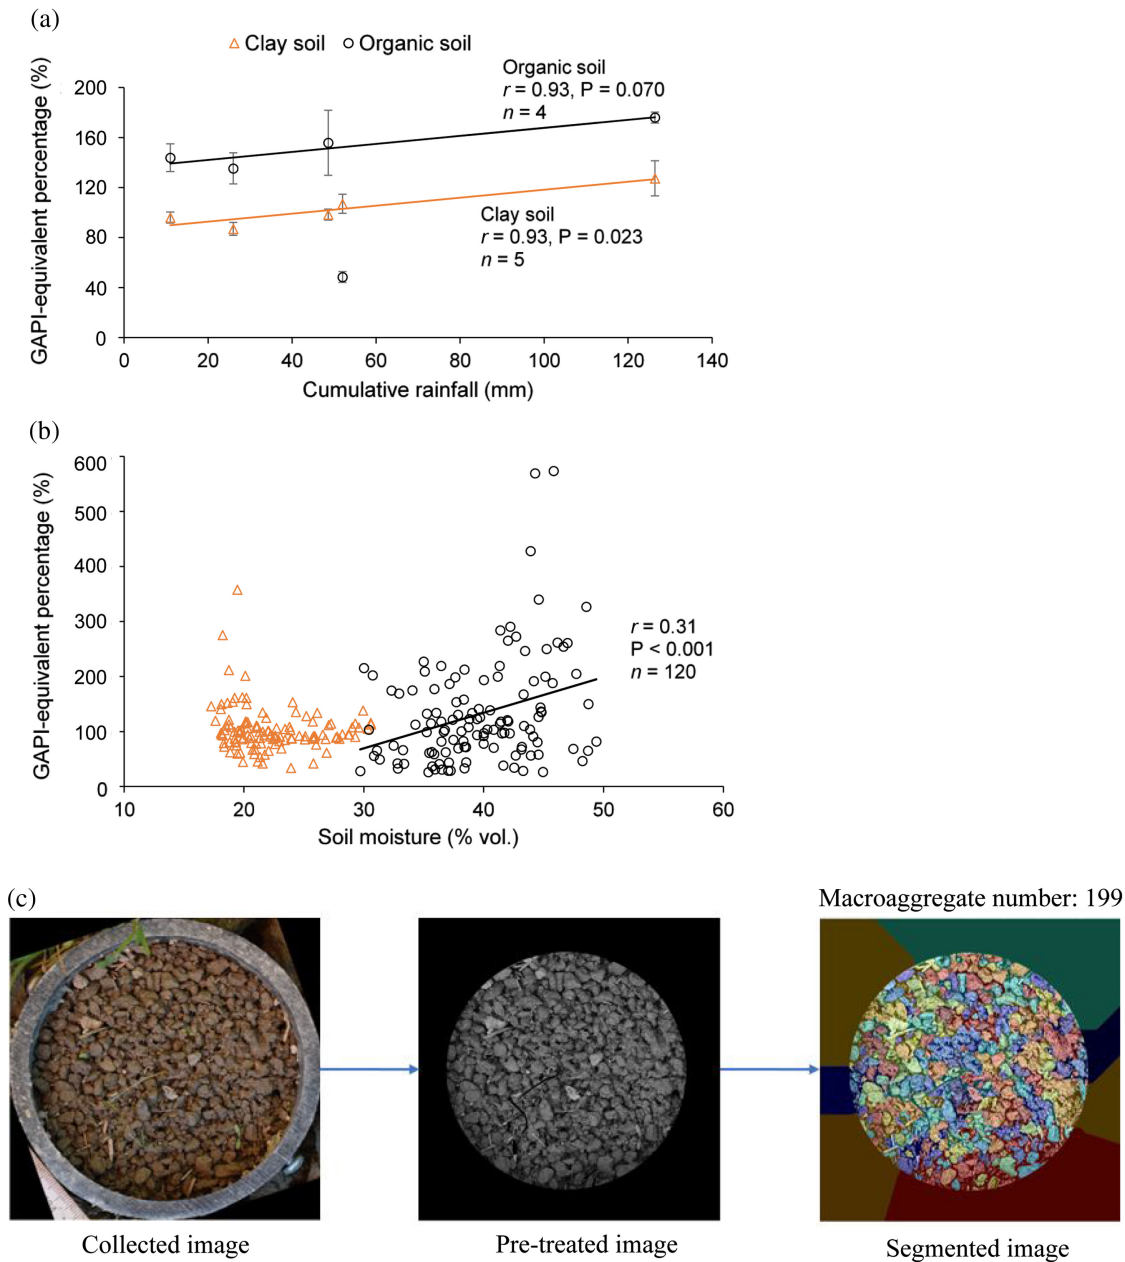 (a)
Clay soil Organic soil
GAPI-equivalent percentage (%)
200
160
120
80
40
0
Organic soil
r = 0.93, P = 0.070
n = 4
Clay soil
r = 0.93, P = 0.023
n = 5
0 20 40 60 80 100 120 140
Cumulative rainfall (mm)
(b)
GAPI-equivalent percentage (%)
600
500
400
300
200
100
0
r = 0.31
P < 0.001
n = 120
10 20 30 40 50 60
Soil moisture (% vol.)
(c)
Macroaggregate number: 199
Collected image
Pre-treated image
Segmented image